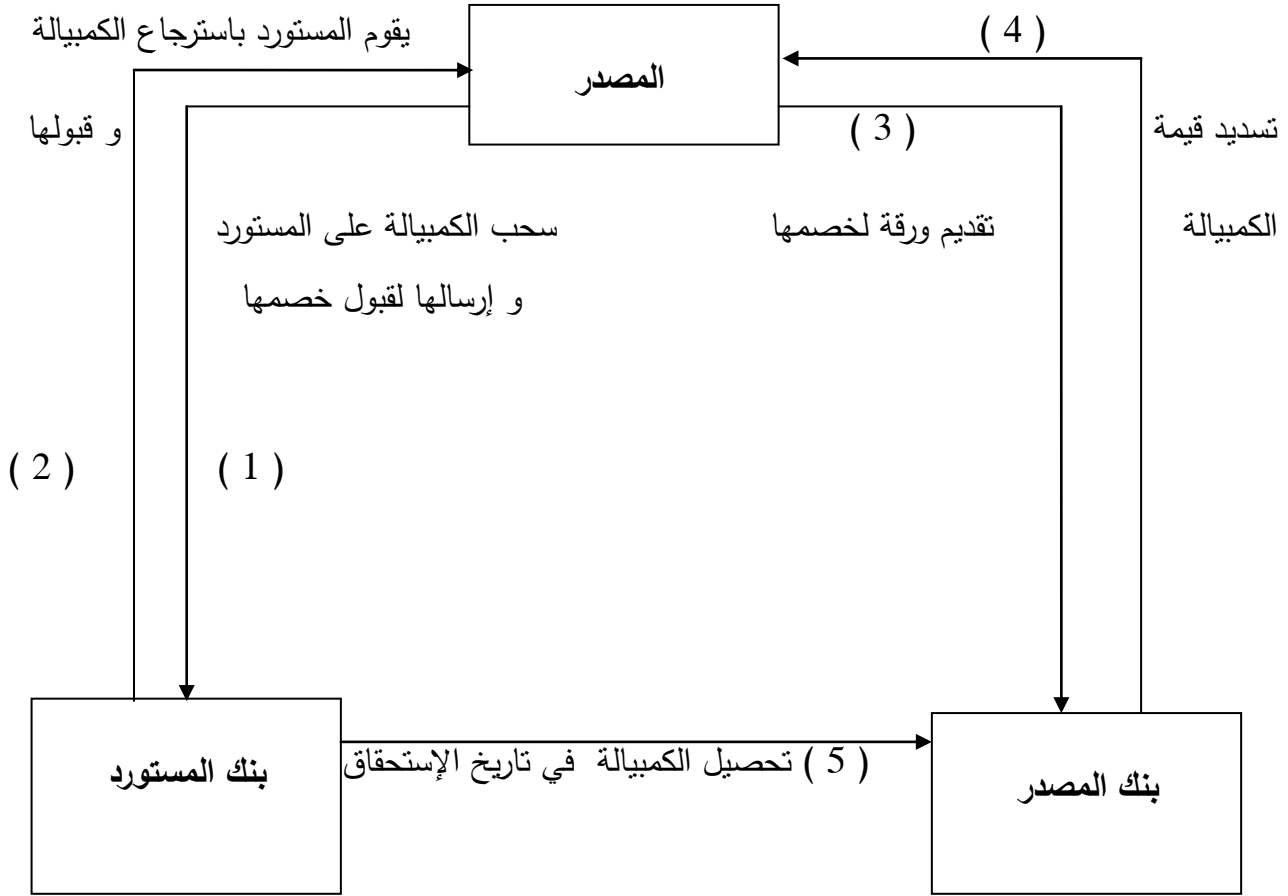 يقوم المستورد باسترجاع الكمبيالة
و قبولها
( 4 )
المصدر
( 3 )
تسديد قيمة
الكمبيالة
سحب الكمبيالة على المستورد
و إرسالها لقبول خصمها
تقديم ورقة لخصمها
( 2 )
( 1 )
بنك المستورد
( 5 ) تحصيل الكمبيالة في تاريخ الإستحقاق
بنك المصدر